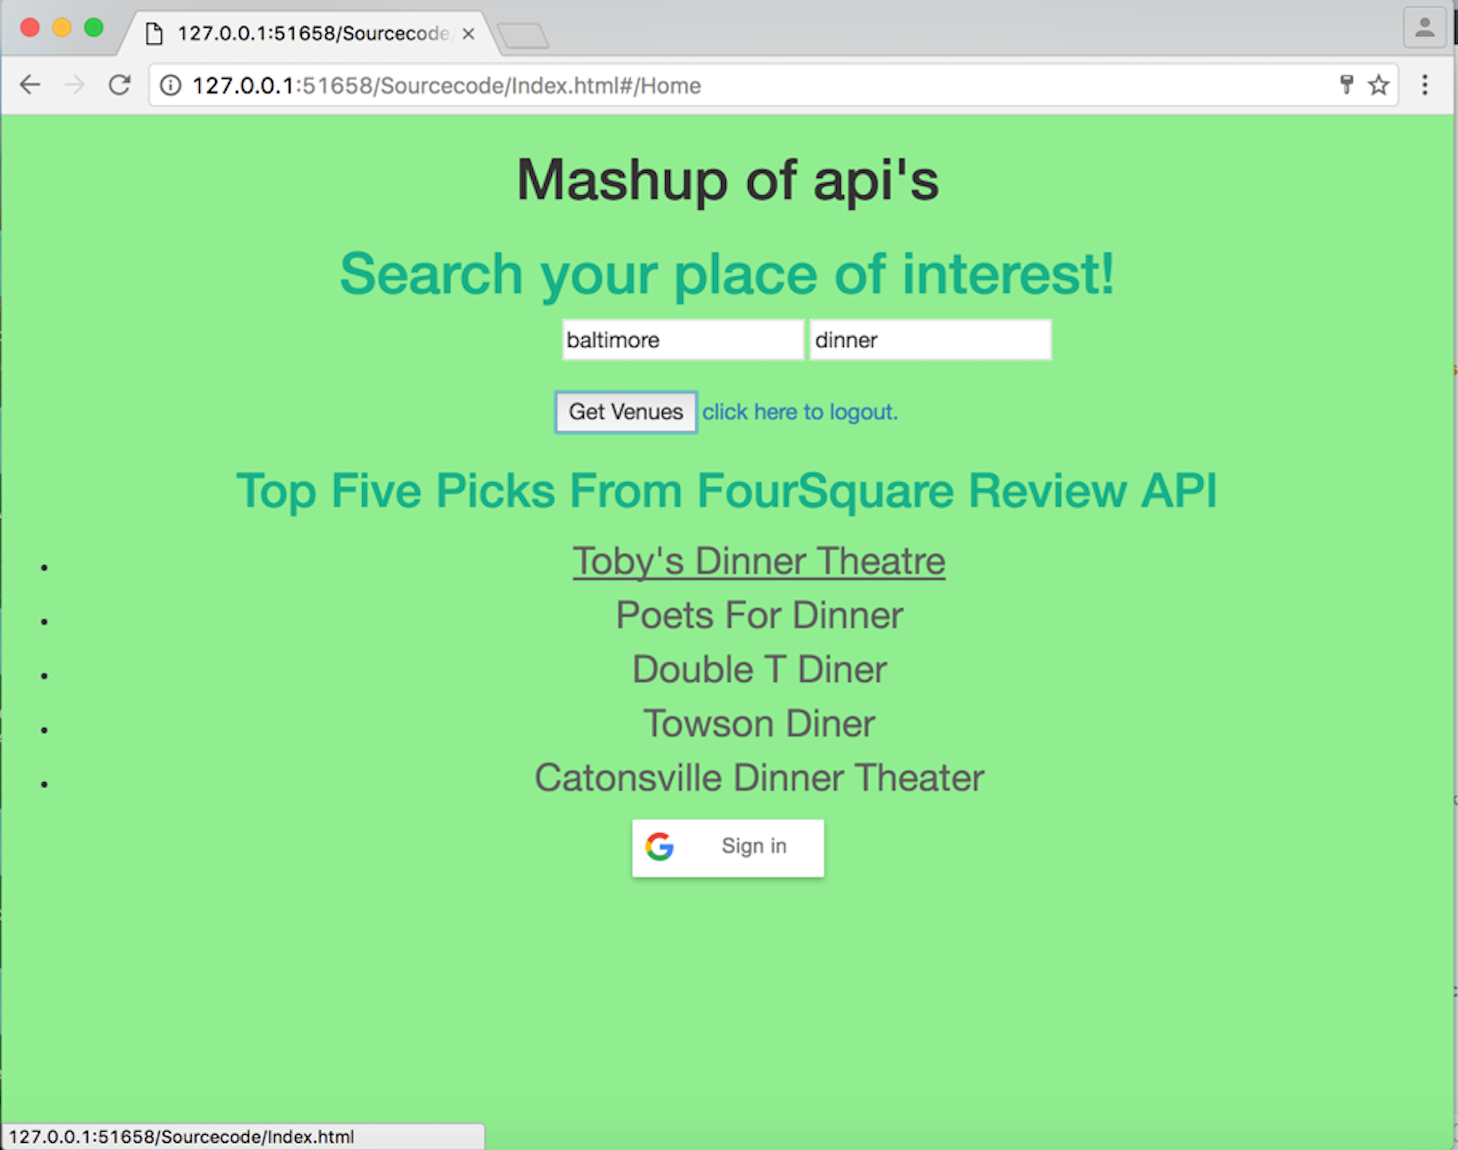 127.0.0.1:51658/Sourcecode
127.0.0.1:51658/Sourcecode/Index.html#/Home
Mashup of api's
Search your place of interest!
baltimore dinner
Get Venues click here to logout.
Top Five Picks From FourSquare Review API
Toby's Dinner Theatre
Poets For Dinner
Double T Diner
Towson Diner
Catonsville Dinner Theater
Sign in
127.0.0.1:51658/Sourcecode/Index.html